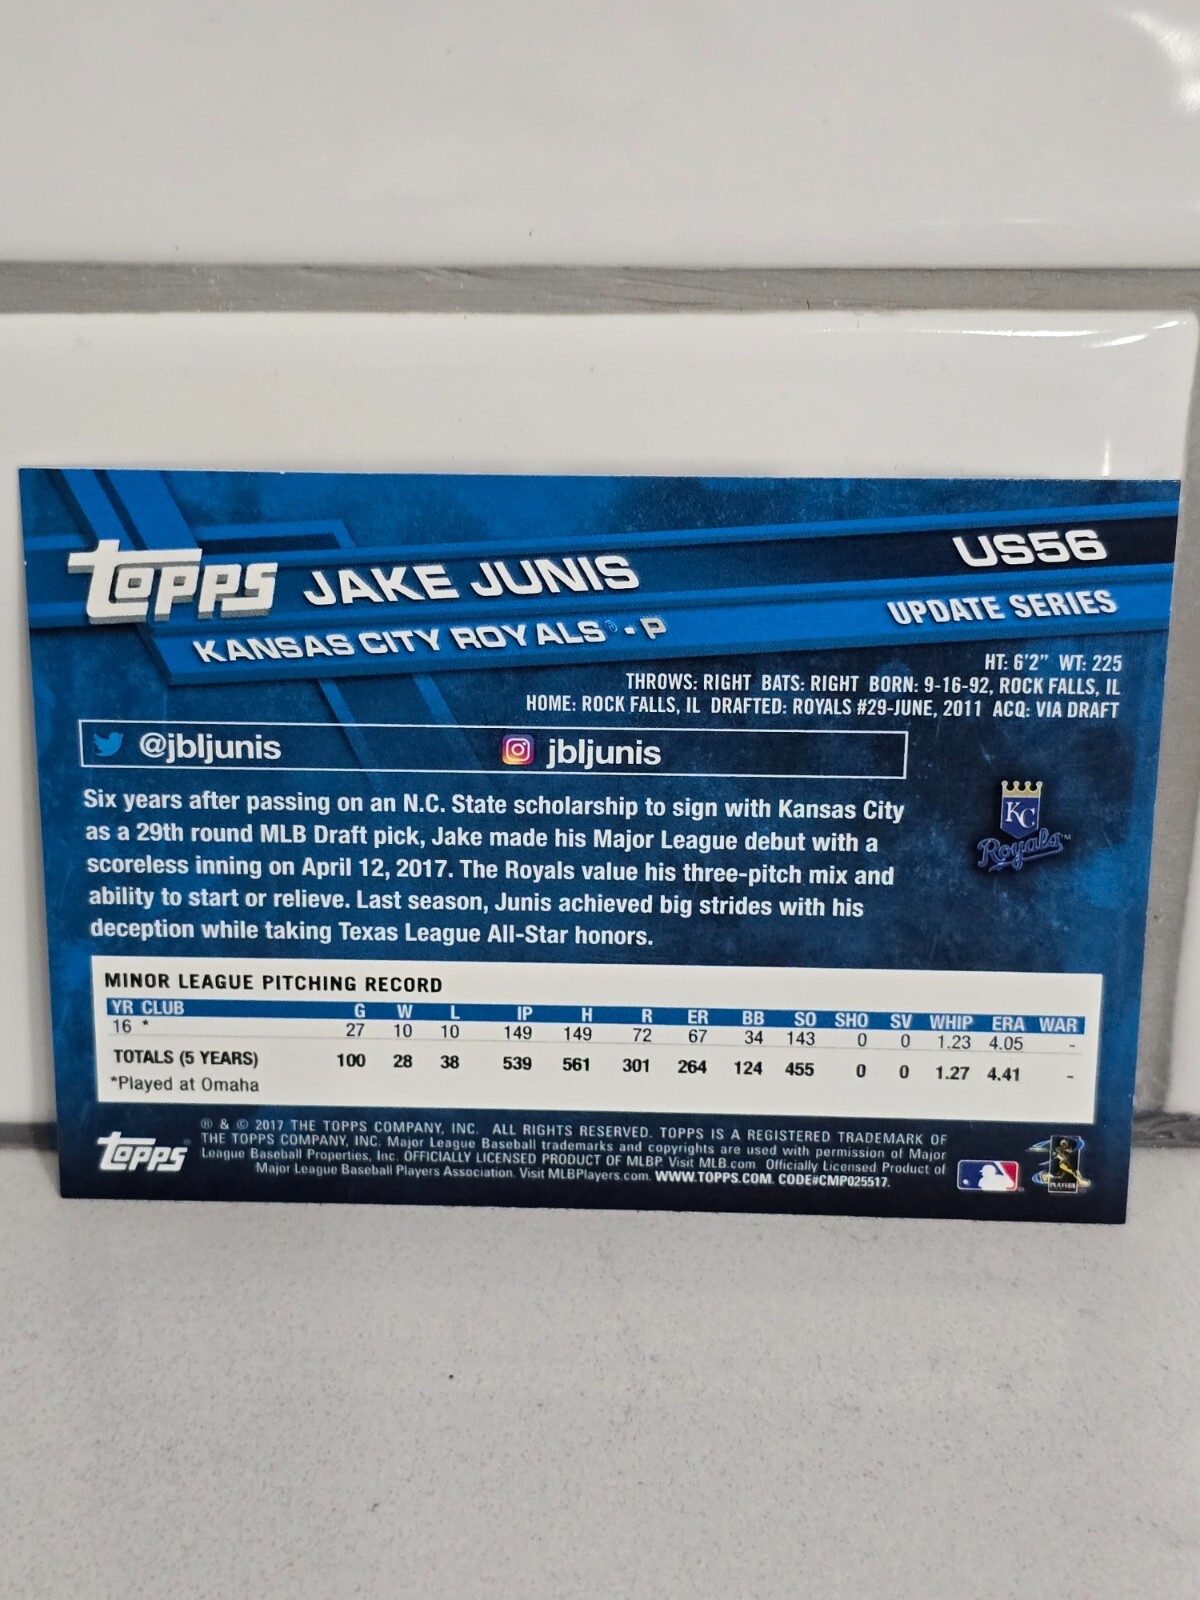 topps JAKE JUNIS US56
KANSAS CITY ROYALS® • P UPDATE SERIES
HT: 6'2" WT: 225
THROWS: RIGHT BATS: RIGHT BORN: 9-16-92, ROCK FALLS, IL
HOME: ROCK FALLS, IL DRAFTED: ROYALS #29-JUNE, 2011 ACQ: VIA DRAFT
@jbljunis jbljunis
Six years after passing on an N.C. State scholarship to sign with Kansas City
as a 29th round MLB Draft pick, Jake made his Major League debut with a
scoreless inning on April 12, 2017. The Royals value his three-pitch mix and
ability to start or relieve. Last season, Junis achieved big strides with his
deception while taking Texas League All-Star honors.
KC
Royals™
MINOR LEAGUE PITCHING RECORD
YR CLUB G W L IP H R ER BB SO SHO SV WHIP ERA WAR
16 * 27 10 10 149 149 72 67 34 143 0 0 1.23 4.05 -
TOTALS (5 YEARS) 100 28 38 539 561 301 264 124 455 0 0 1.27 4.41 -
*Played at Omaha
topps®
® & © 2017 THE TOPPS COMPANY, INC. ALL RIGHTS RESERVED. TOPPS IS A REGISTERED TRADEMARK OF
THE TOPPS COMPANY, INC. Major League Baseball trademarks and copyrights are used with permission of Major
League Baseball Properties, Inc. OFFICIALLY LICENSED PRODUCT OF MLBP. Visit MLB.com Officially Licensed Product of
Major League Baseball Players Association. Visit MLBPlayers.com. WWW.TOPPS.COM. CODE#CMP025517.
PLAYERS